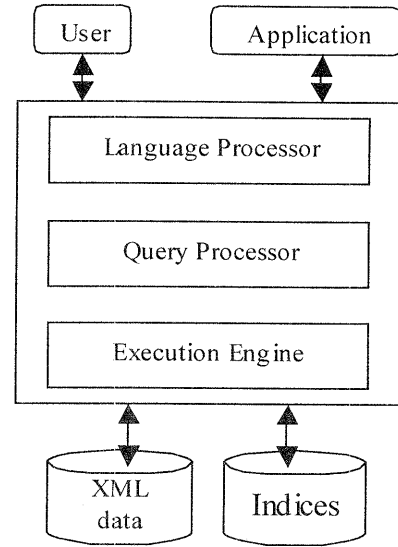 User
Application
Language Processor
Query Processor
Execution Engine
XML
data
Indices